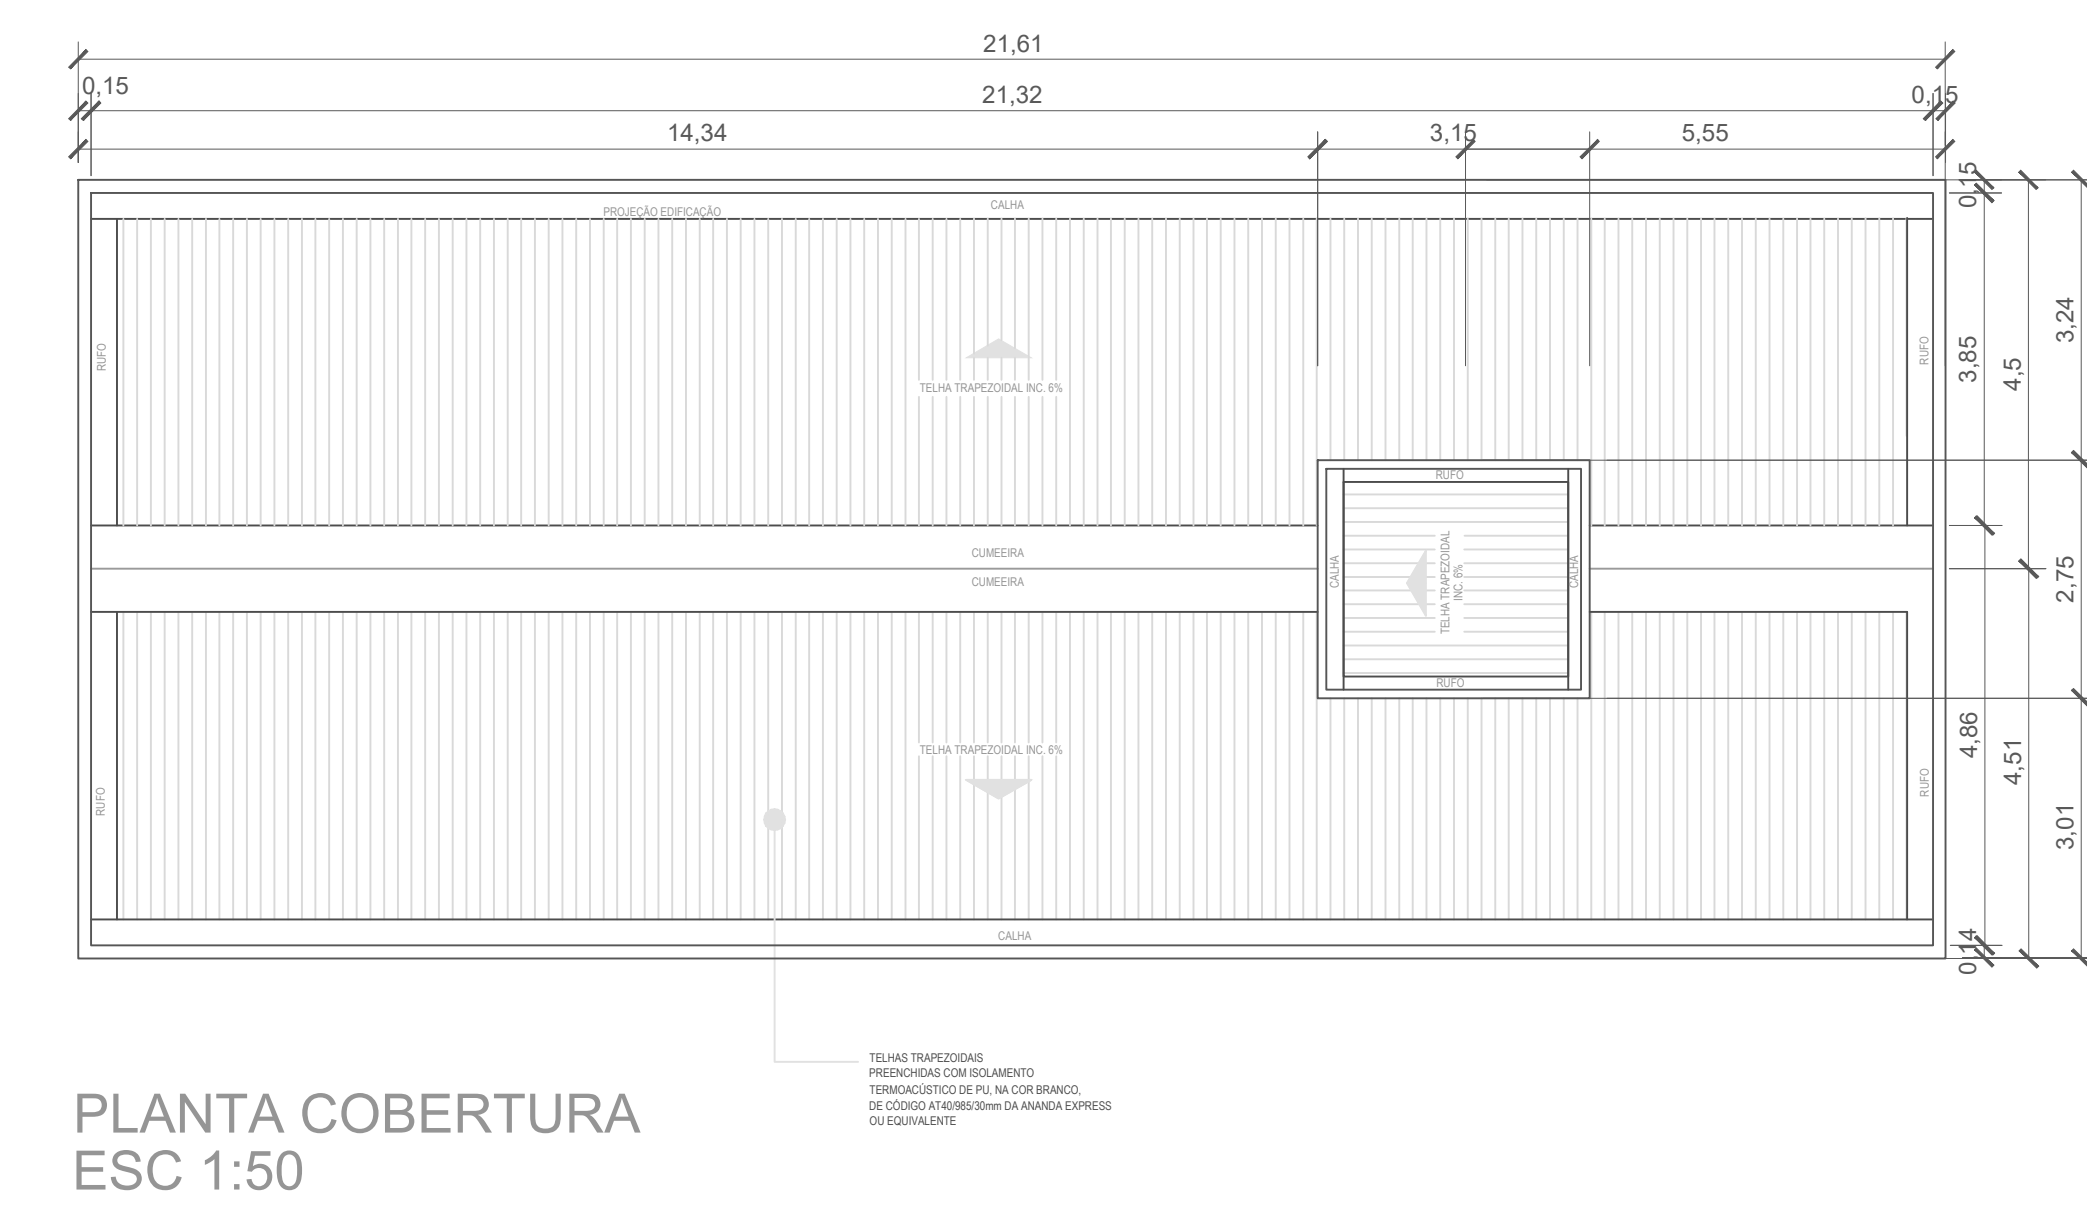 21,61
0,15
21,32
0,15
14,34
3,15
5,55
0,15
PROJEÇÃO EDIFICAÇÃO
CALHA
3,24
RUFO
RUFO
3,85
4,5
TELHA TRAPEZOIDAL INC. 6%
RUFO
CUMEEIRA
CUMEEIRA
CALHA
TELHA TRAPEZOIDAL
INC. 6%
CALHA
2,75
RUFO
TELHA TRAPEZOIDAL INC. 6%
4,86
4,51
RUFO
RUFO
3,01
CALHA
0,14
TELHAS TRAPEZOIDAIS
PREENCHIDAS COM ISOLAMENTO
TERMOACÚSTICO DE PU, NA COR BRANCO,
DE CÓDIGO AT40/985/30mm DA ANANDA EXPRESS
OU EQUIVALENTE
PLANTA COBERTURA
ESC 1:50